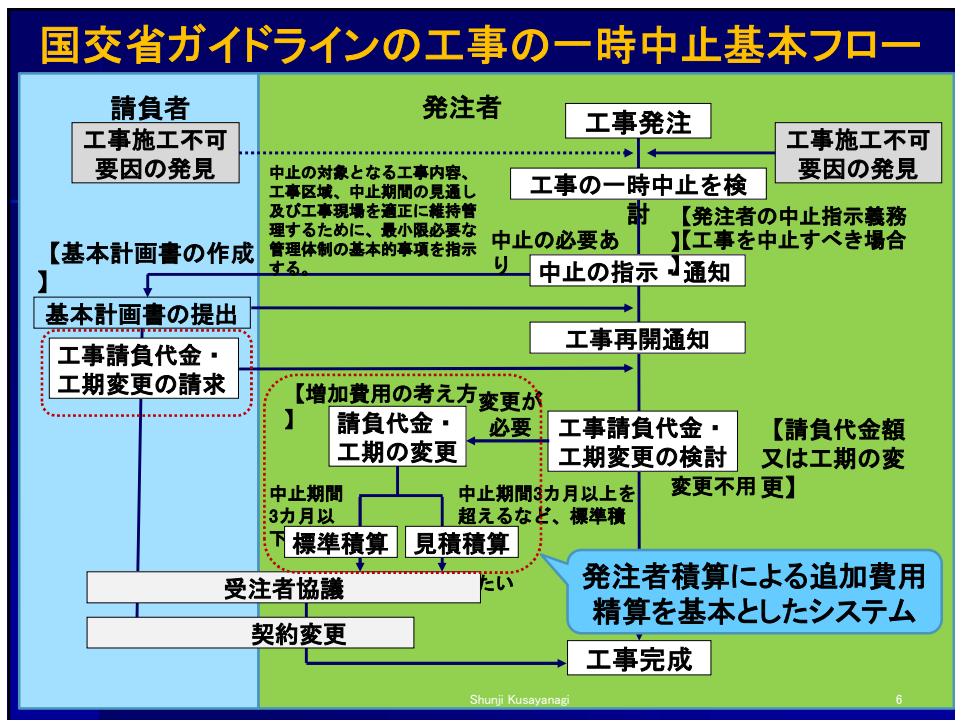 国交省ガイドラインの工事の一時中止基本フロー
請負者
発注者
工事発注
工事施工不可
要因の発見
工事施工不可
要因の発見
中止の対象となる工事内容、
工事区域、中止期間の見通し
及び工事現場を適正に維持管
理するために、最小限必要な
管理体制の基本的事項を指示
する。
工事の一時中止を検
討
【発注者の中止指示義務
】【工事を中止すべき場合
】
中止の必要あ
り
【基本計画書の作成
】
中止の指示・通知
基本計画書の提出
工事再開通知
工事請負代金・
工期変更の請求
【増加費用の考え方
】
変更が
必要
請負代金・
工期の変更
工事請負代金・
工期変更の検討
【請負代金額
又は工期の変
更】
変更不用
中止期間
3カ月以
下
中止期間3カ月以上を
超えるなど、標準積
標準積算
見積積算
たい
発注者積算による追加費用
精算を基本としたシステム
受注者協議
契約変更
工事完成
Shunji Kusayanagi
6